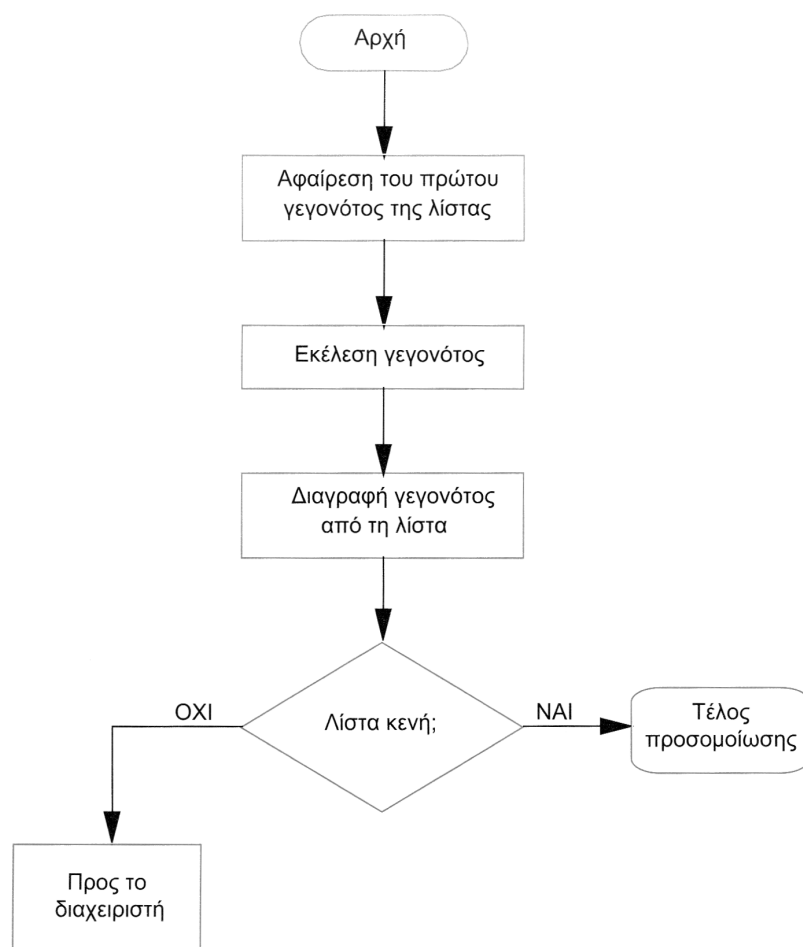 Αρχή
Αφαίρεση του πρώτου
γεγονότος της λίστας
Εκέλεση γεγονότος
Διαγραφή γεγονότος
από τη λίστα
Λίστα κενή;
ΟΧΙ
ΝΑΙ
Τέλος
προσομοίωσης
Προς το
διαχειριστή